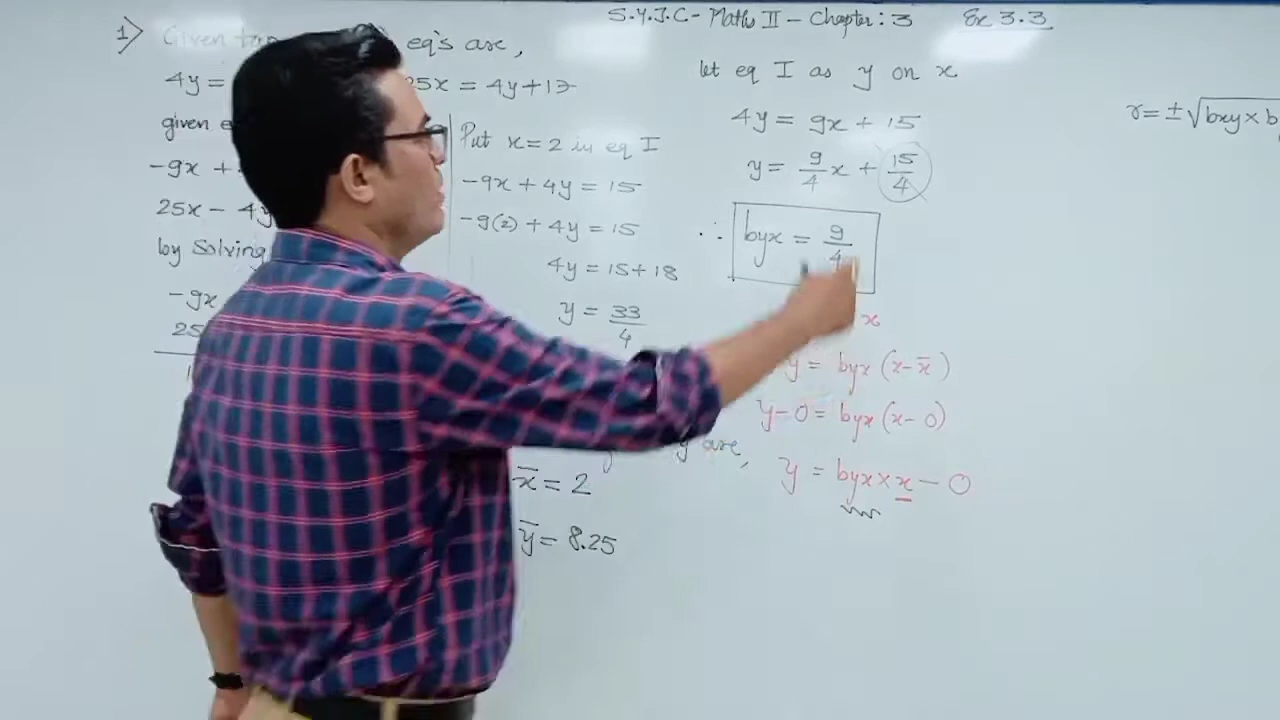 S.Y.J.C - Maths II - Chapter : 3 Ex 3.3
1) Given two eq's are,
4y = 25x = 4y+17
given e
-9x +
25x - 4y
by Solving
-9x
25
Put x = 2 in eq I
-9x + 4y = 15
-9(2) + 4y = 15
4y = 15 + 18
y = 33/4
are,
x̄ = 2
ȳ = 8.25
let eq I as y on x
4y = 9x + 15
y = 9/4 x + 15/4
∴ byx = 9/4
x
y = byx (x - x̄)
y - 0 = byx (x - 0)
y = byx × x - 0
r = ± √bxy × b